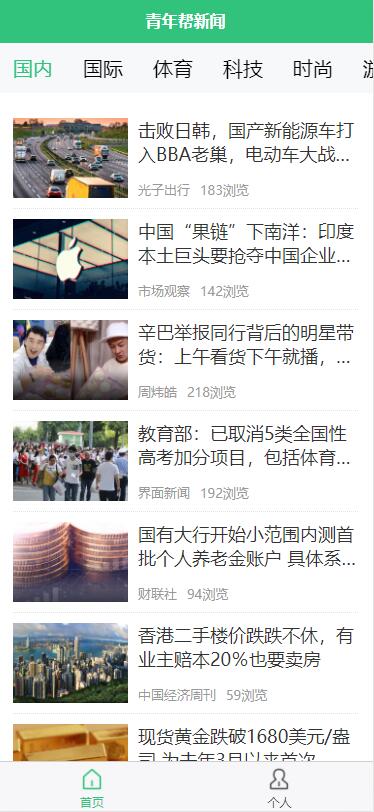 青年帮新闻
国内 国际 体育 科技 时尚 游
击败日韩，国产新能源车打
入BBA老巢，电动车大战...
光子出行 183浏览
中国“果链”下南洋：印度
本土巨头要抢夺中国企业...
市场观察 142浏览
辛巴举报同行背后的明星带
货：上午看货下午就播，...
周炜皓 218浏览
教育部：已取消5类全国性
高考加分项目，包括体育...
界面新闻 192浏览
国有大行开始小范围内测首
批个人养老金账户 具体系...
财联社 94浏览
香港二手楼价跌跌不休，有
业主赔本20%也要卖房
中国经济周刊 59浏览
现货黄金跌破1680美元/盎
司 为去年3月以来首次
首页 个人